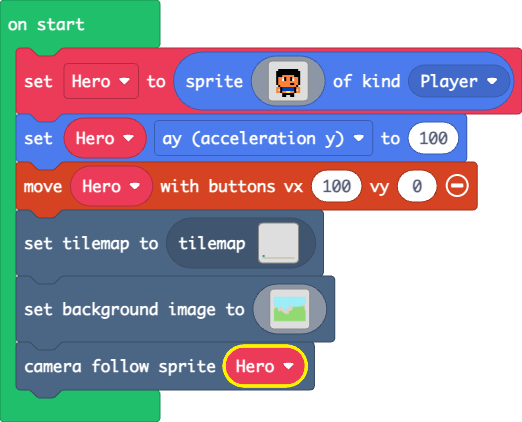 on start
set Hero to sprite of kind Player
set Hero ay (acceleration y) to 100
move Hero with buttons vx 100 vy 0
set tilemap to tilemap
set background image to
camera follow sprite Hero